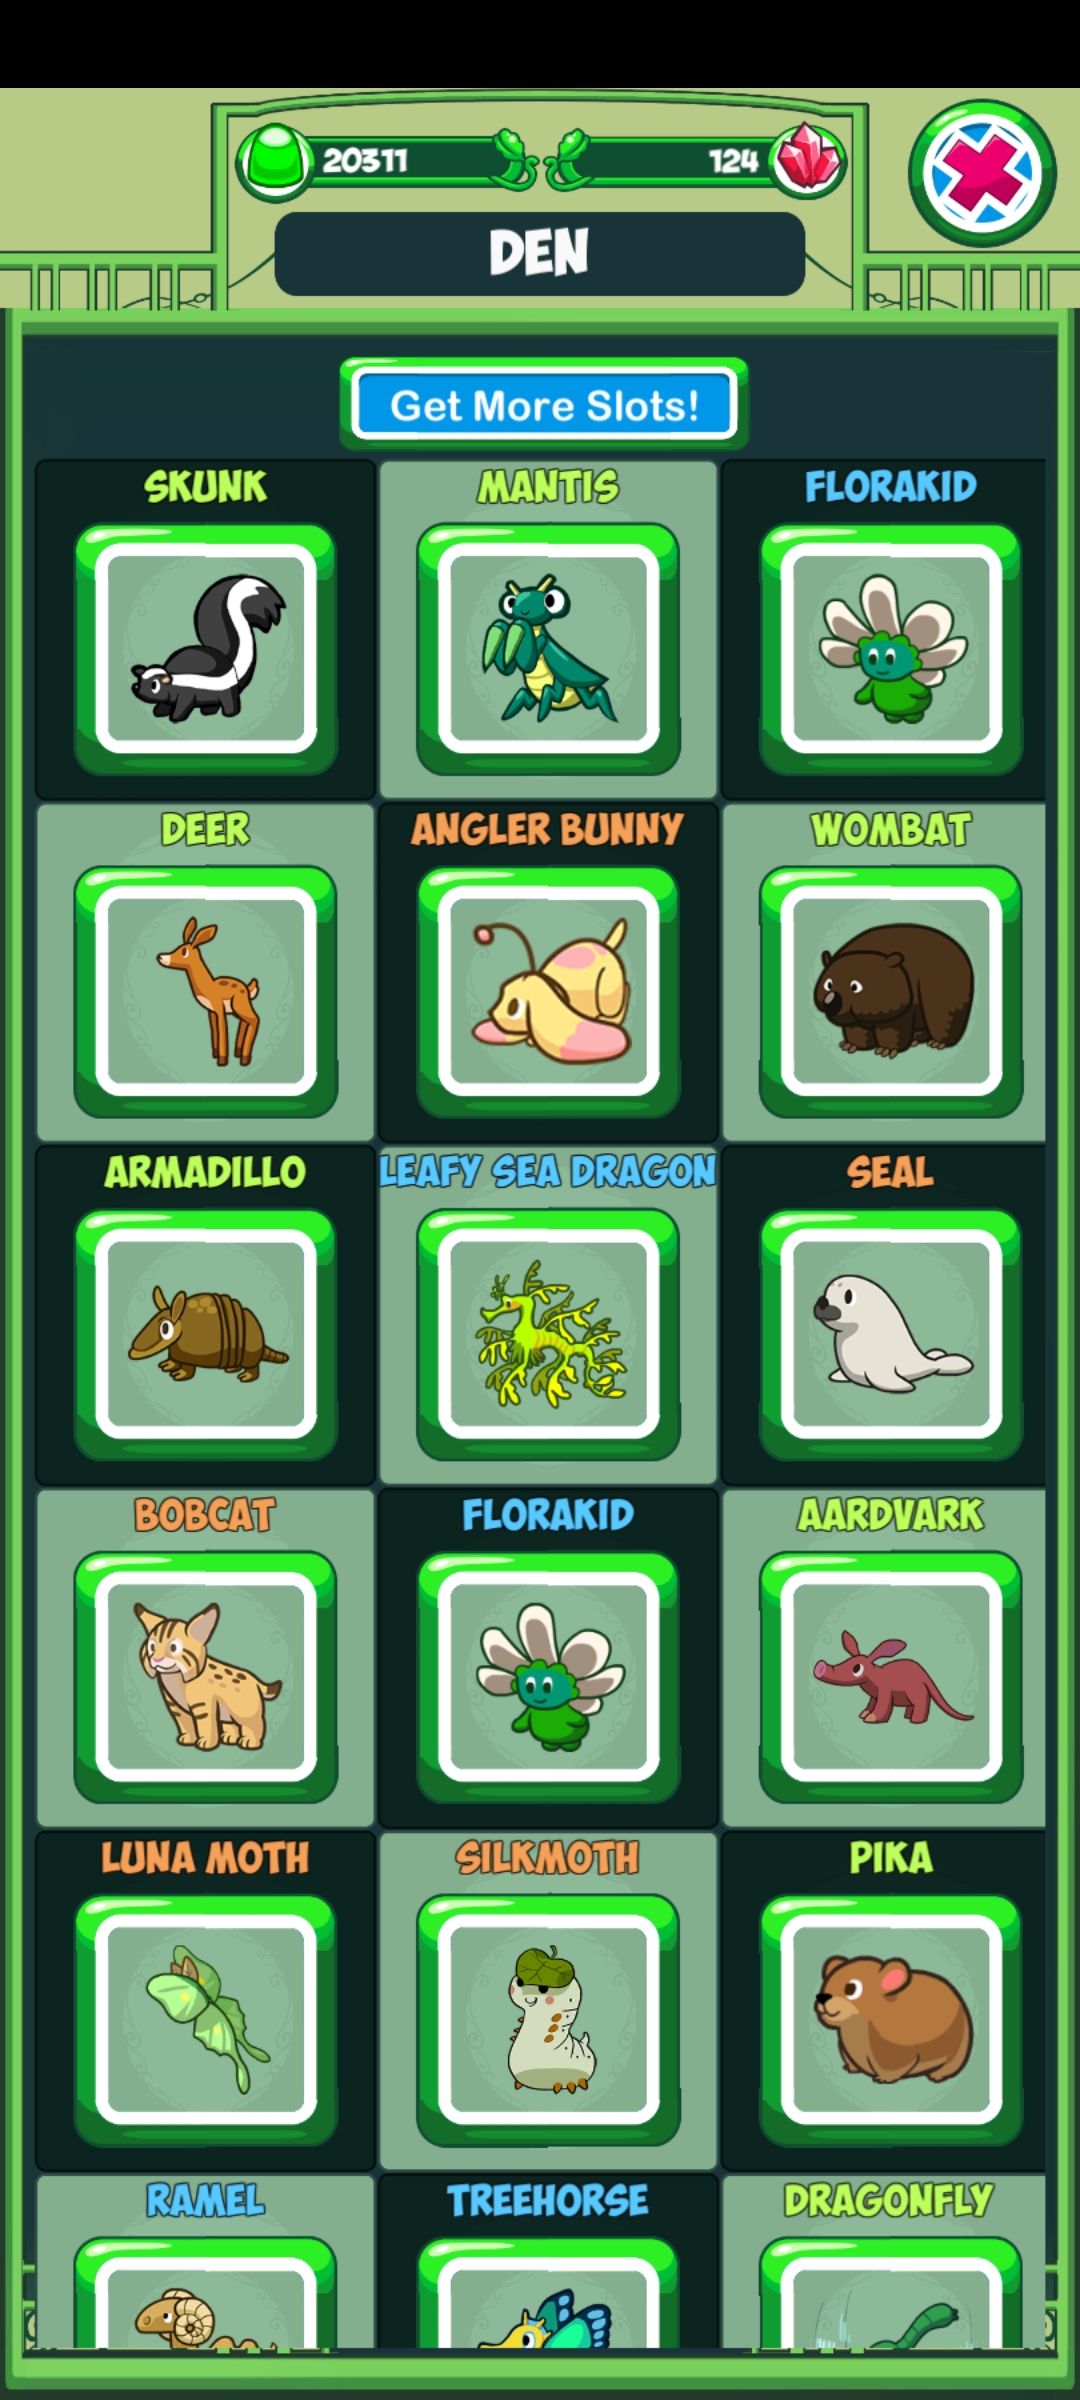 20311
124
DEN
Get More Slots!
SKUNK
MANTIS
FLORAKID
DEER
ANGLER BUNNY
WOMBAT
ARMADILLO
LEAFY SEA DRAGON
SEAL
BOBCAT
FLORAKID
AARDVARK
LUNA MOTH
SILKMOTH
PIKA
RAMEL
TREEHORSE
DRAGONFLY